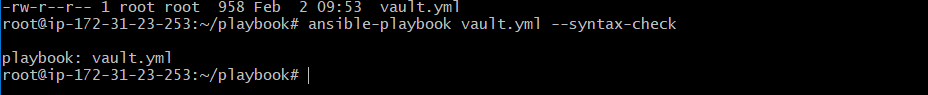 -rw-r--r-- 1 root root  958 Feb  2 09:53  vault.yml
root@ip-172-31-23-253:~/playbook# ansible-playbook vault.yml --syntax-check
playbook: vault.yml
root@ip-172-31-23-253:~/playbook#